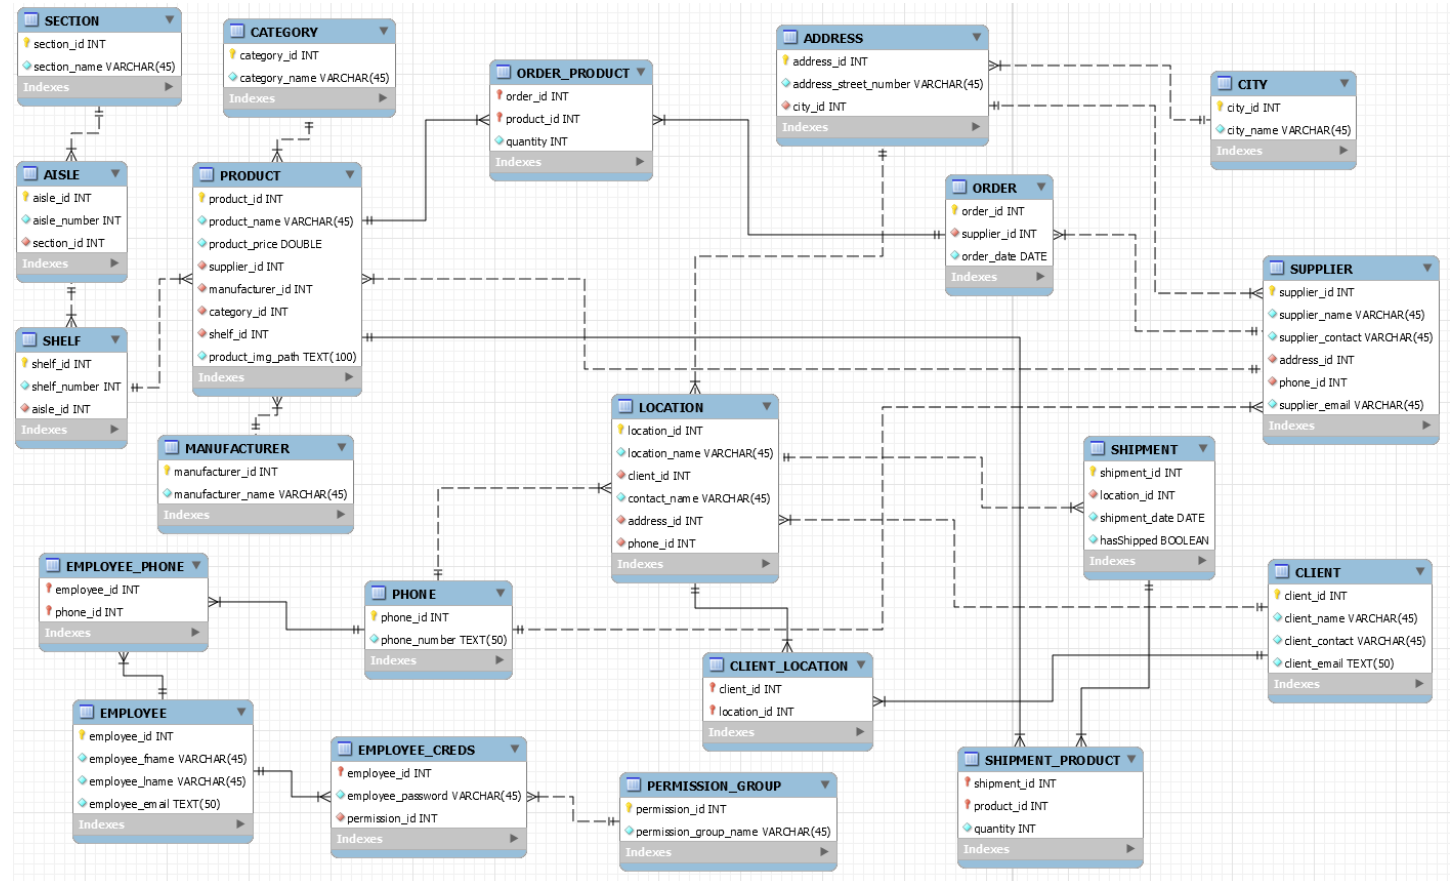 SECTION
section_id INT
section_name VARCHAR(45)
Indexes
CATEGORY
category_id INT
category_name VARCHAR(45)
Indexes
ORDER_PRODUCT
order_id INT
product_id INT
quantity INT
Indexes
ADDRESS
address_id INT
address_street_number VARCHAR(45)
city_id INT
Indexes
CITY
city_id INT
city_name VARCHAR(45)
Indexes
AISLE
aisle_id INT
aisle_number INT
section_id INT
Indexes
PRODUCT
product_id INT
product_name VARCHAR(45)
product_price DOUBLE
supplier_id INT
manufacturer_id INT
category_id INT
shelf_id INT
product_img_path TEXT(100)
Indexes
ORDER
order_id INT
supplier_id INT
order_date DATE
Indexes
SUPPLIER
supplier_id INT
supplier_name VARCHAR(45)
supplier_contact VARCHAR(45)
address_id INT
phone_id INT
supplier_email VARCHAR(45)
Indexes
SHELF
shelf_id INT
shelf_number INT
aisle_id INT
Indexes
MANUFACTURER
manufacturer_id INT
manufacturer_name VARCHAR(45)
Indexes
LOCATION
location_id INT
location_name VARCHAR(45)
client_id INT
contact_name VARCHAR(45)
address_id INT
phone_id INT
Indexes
SHIPMENT
shipment_id INT
location_id INT
shipment_date DATE
hasShipped BOOLEAN
Indexes
EMPLOYEE_PHONE
employee_id INT
phone_id INT
Indexes
PHONE
phone_id INT
phone_number TEXT(50)
Indexes
CLIENT
client_id INT
client_name VARCHAR(45)
client_contact VARCHAR(45)
client_email TEXT(50)
Indexes
CLIENT_LOCATION
client_id INT
location_id INT
Indexes
EMPLOYEE
employee_id INT
employee_fname VARCHAR(45)
employee_lname VARCHAR(45)
employee_email TEXT(50)
Indexes
EMPLOYEE_CREDS
employee_id INT
employee_password VARCHAR(45)
permission_id INT
Indexes
PERMISSION_GROUP
permission_id INT
permission_group_name VARCHAR(45)
Indexes
SHIPMENT_PRODUCT
shipment_id INT
product_id INT
quantity INT
Indexes